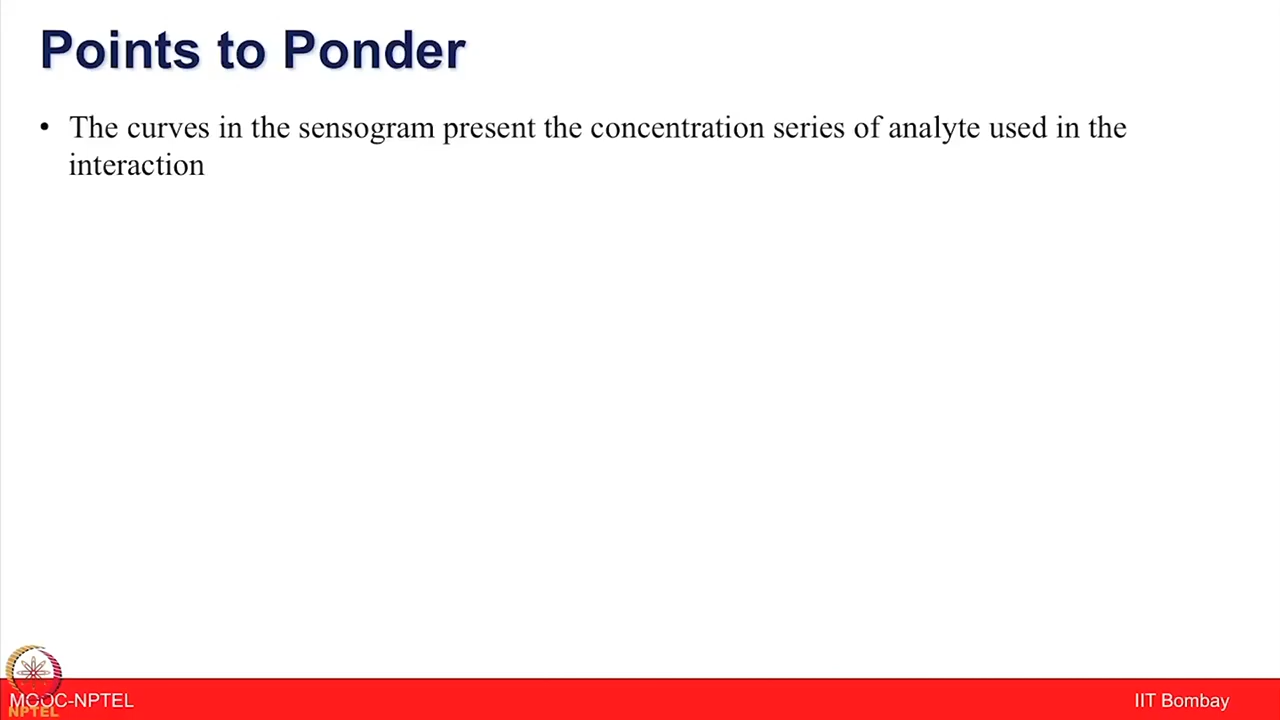 Points to Ponder
• The curves in the sensogram present the concentration series of analyte used in the
interaction
MOOC-NPTEL
NPTEL
IIT Bombay